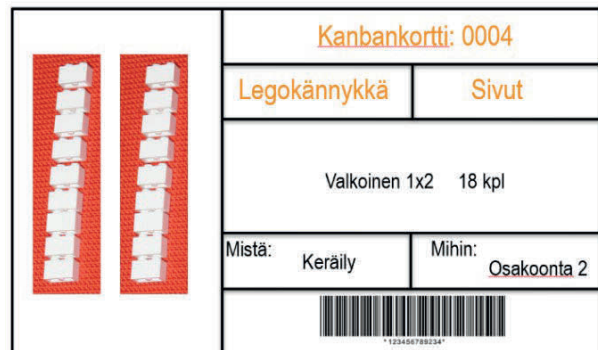 Kanbankortti: 0004
Legokännykkä Sivut
Valkoinen 1x2 18 kpl
Mistä: Keräily
Mihin: Osakoonta 2
*123456789234*